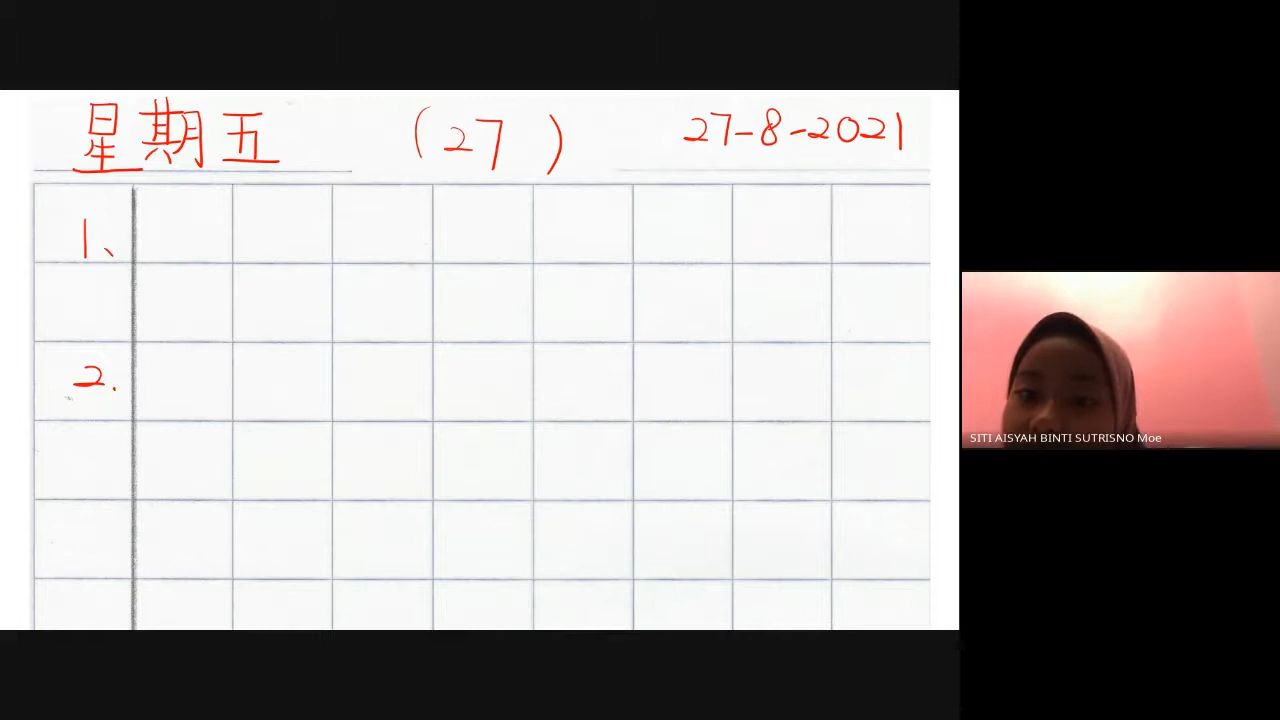 星期五 (27) 27-8-2021
1、
2.
SITI AISYAH BINTI SUTRISNO Moe